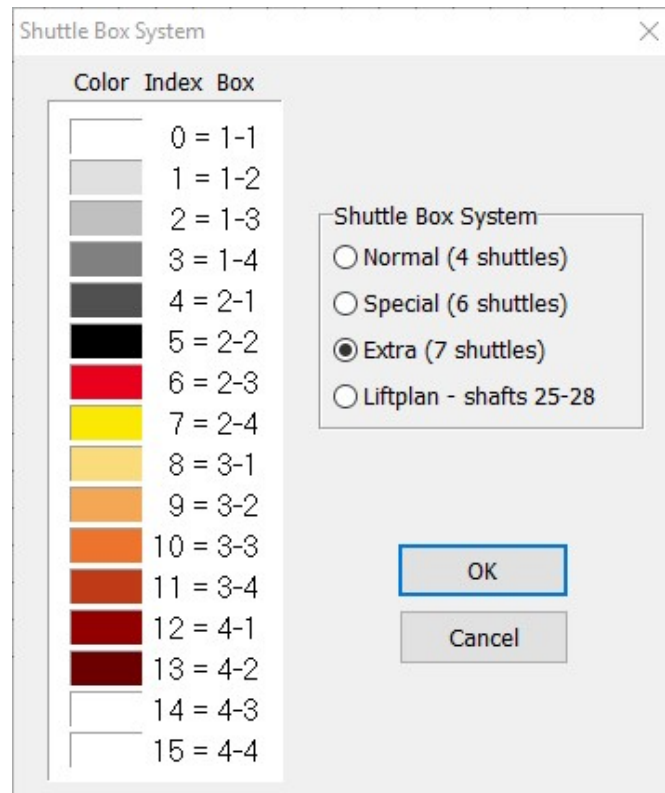 Shuttle Box System
Color Index Box
0 = 1-1
1 = 1-2
2 = 1-3
3 = 1-4
4 = 2-1
5 = 2-2
6 = 2-3
7 = 2-4
8 = 3-1
9 = 3-2
10 = 3-3
11 = 3-4
12 = 4-1
13 = 4-2
14 = 4-3
15 = 4-4
Shuttle Box System
Normal (4 shuttles)
Special (6 shuttles)
Extra (7 shuttles)
Liftplan - shafts 25-28
OK
Cancel